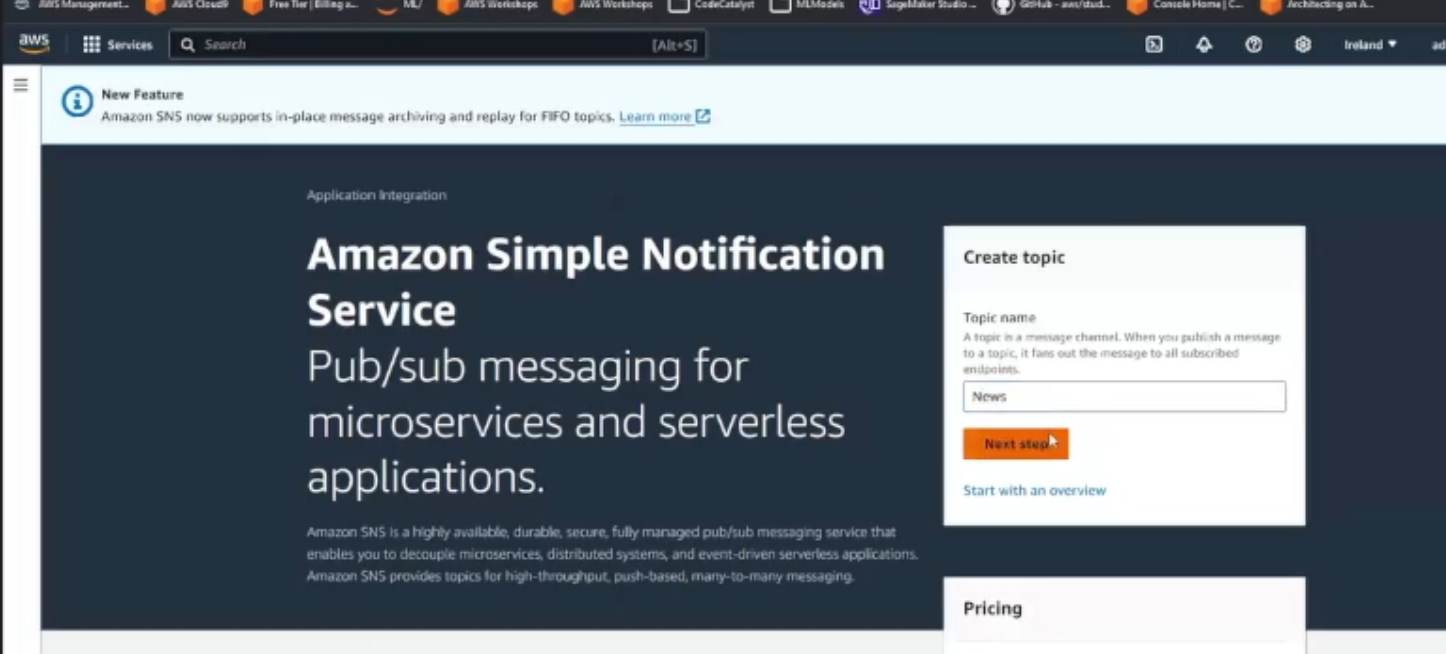 AWS Management...
AWS Cloud9
Free Tier | Billing a...
ML/
AWS Workshops
AWS Workshops
CodeCatalyst
MLModels
SageMaker Studio ...
GitHub - aws/stud...
Console Home | C...
Architecting on A...
aws
Services
Search
[Alt+S]
Ireland
ad
New Feature
Amazon SNS now supports in-place message archiving and replay for FIFO topics. Learn more
Application Integration
Amazon Simple Notification
Service
Pub/sub messaging for
microservices and serverless
applications.
Amazon SNS is a highly available, durable, secure, fully managed pub/sub messaging service that
enables you to decouple microservices, distributed systems, and event-driven serverless applications.
Amazon SNS provides topics for high-throughput, push-based, many-to-many messaging.
Create topic
Topic name
A topic is a message channel. When you publish a message
to a topic, it fans out the message to all subscribed
endpoints.
News
Next step
Start with an overview
Pricing